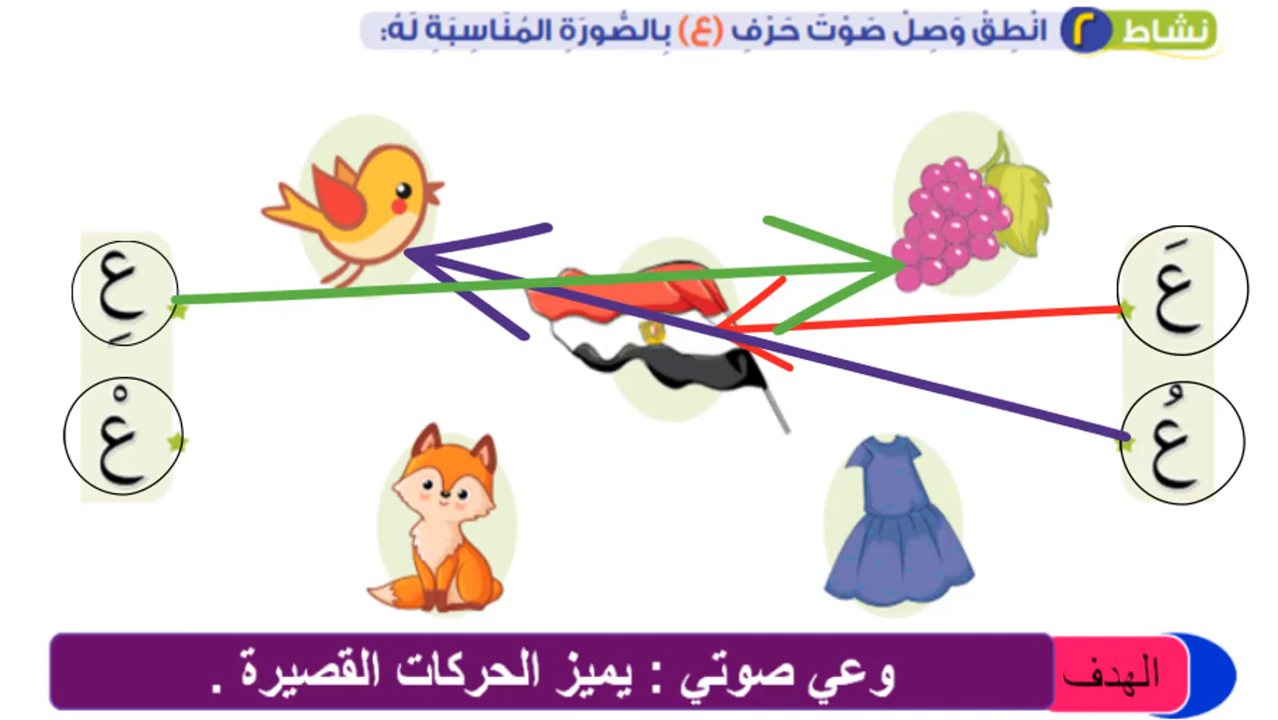 نشاط ٢ انْطِقْ وَصِلْ صَوْتَ حَرْفِ (ع) بِالصُّورَةِ المُنَاسِبَةِ لَهُ:
عَ
عِ
عُ
عْ
الهدف
وعي صوتي : يميز الحركات القصيرة .